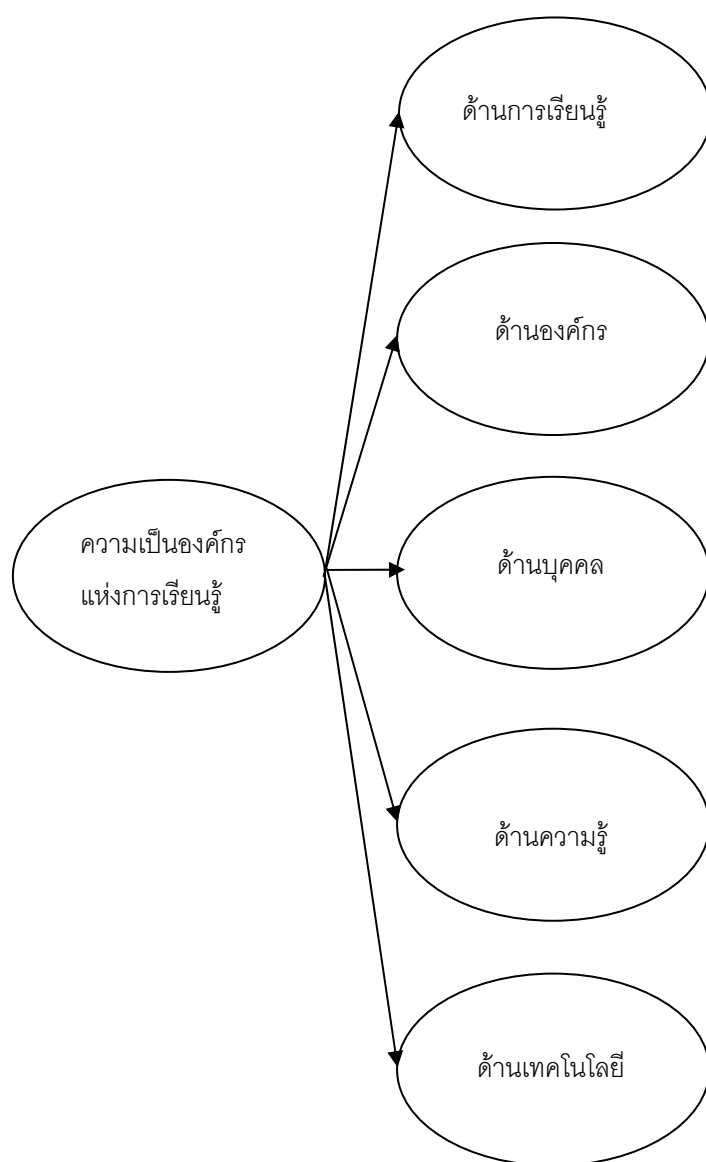 ด้านการเรียนรู้
ด้านองค์กร
ความเป็นองค์กร
แห่งการเรียนรู้
ด้านบุคคล
ด้านความรู้
ด้านเทคโนโลยี